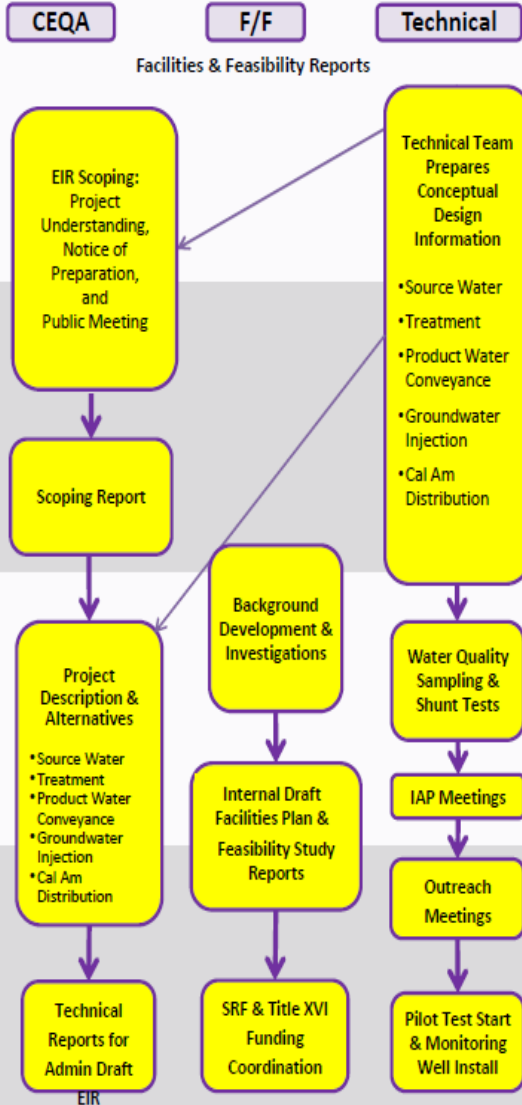 CEQA
F/F
Technical
Facilities & Feasibility Reports
EIR Scoping:
Project
Understanding,
Notice of
Preparation,
and
Public Meeting
Scoping Report
Project
Description &
Alternatives
•Source Water
•Treatment
•Product Water
Conveyance
•Groundwater
Injection
•Cal Am
Distribution
Technical
Reports for
Admin Draft
EIR
Background
Development &
Investigations
Internal Draft
Facilities Plan &
Feasibility Study
Reports
SRF & Title XVI
Funding
Coordination
Technical Team
Prepares
Conceptual
Design
Information
•Source Water
•Treatment
•Product Water
Conveyance
•Groundwater
Injection
•Cal Am
Distribution
Water Quality
Sampling &
Shunt Tests
IAP Meetings
Outreach
Meetings
Pilot Test Start
& Monitoring
Well Install